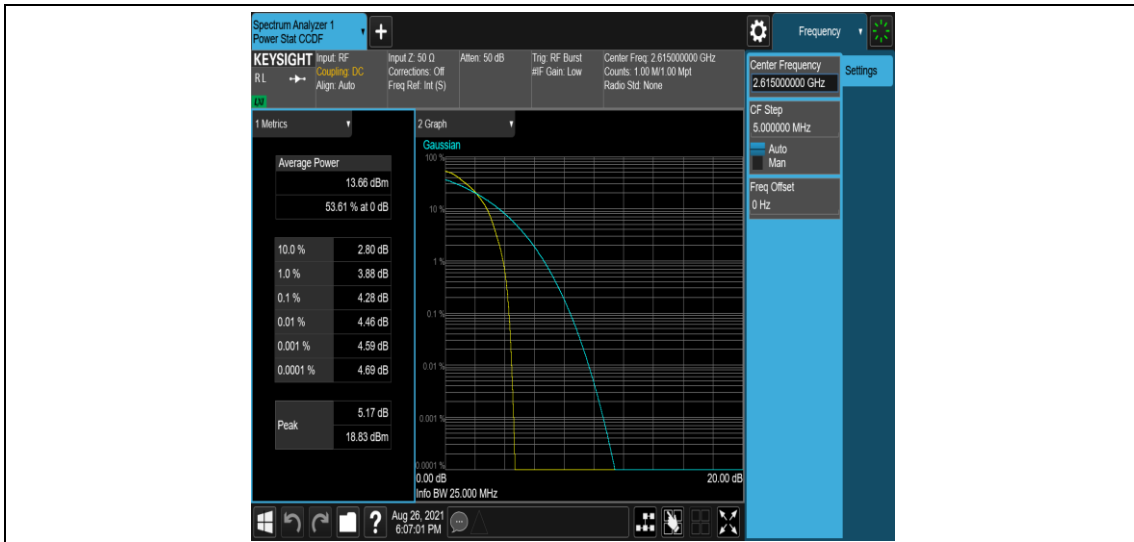 Spectrum Analyzer 1
Power Stat CCDF
Frequency
KEYSIGHT
RL
LXI
Input: RF
Coupling: DC
Align: Auto
Input Z: 50 Ω
Corrections: Off
Freq Ref: Int (S)
Atten: 50 dB
Trig: RF Burst
#IF Gain: Low
Center Freq: 2.615000000 GHz
Counts: 1.00 M/1.00 Mpt
Radio Std: None
Center Frequency
2.615000000 GHz
Settings
CF Step
5.000000 MHz
Auto
Man
Freq Offset
0 Hz
1 Metrics
Average Power
13.66 dBm
53.61 % at 0 dB
10.0 % 2.80 dB
1.0 % 3.88 dB
0.1 % 4.28 dB
0.01 % 4.46 dB
0.001 % 4.59 dB
0.0001 % 4.69 dB
Peak
5.17 dB
18.83 dBm
2 Graph
Gaussian
100 %
10 %
1 %
0.1 %
0.01 %
0.001 %
0.0001 %
0.00 dB 20.00 dB
Info BW 25.000 MHz
?
Aug 26, 2021
6:07:01 PM